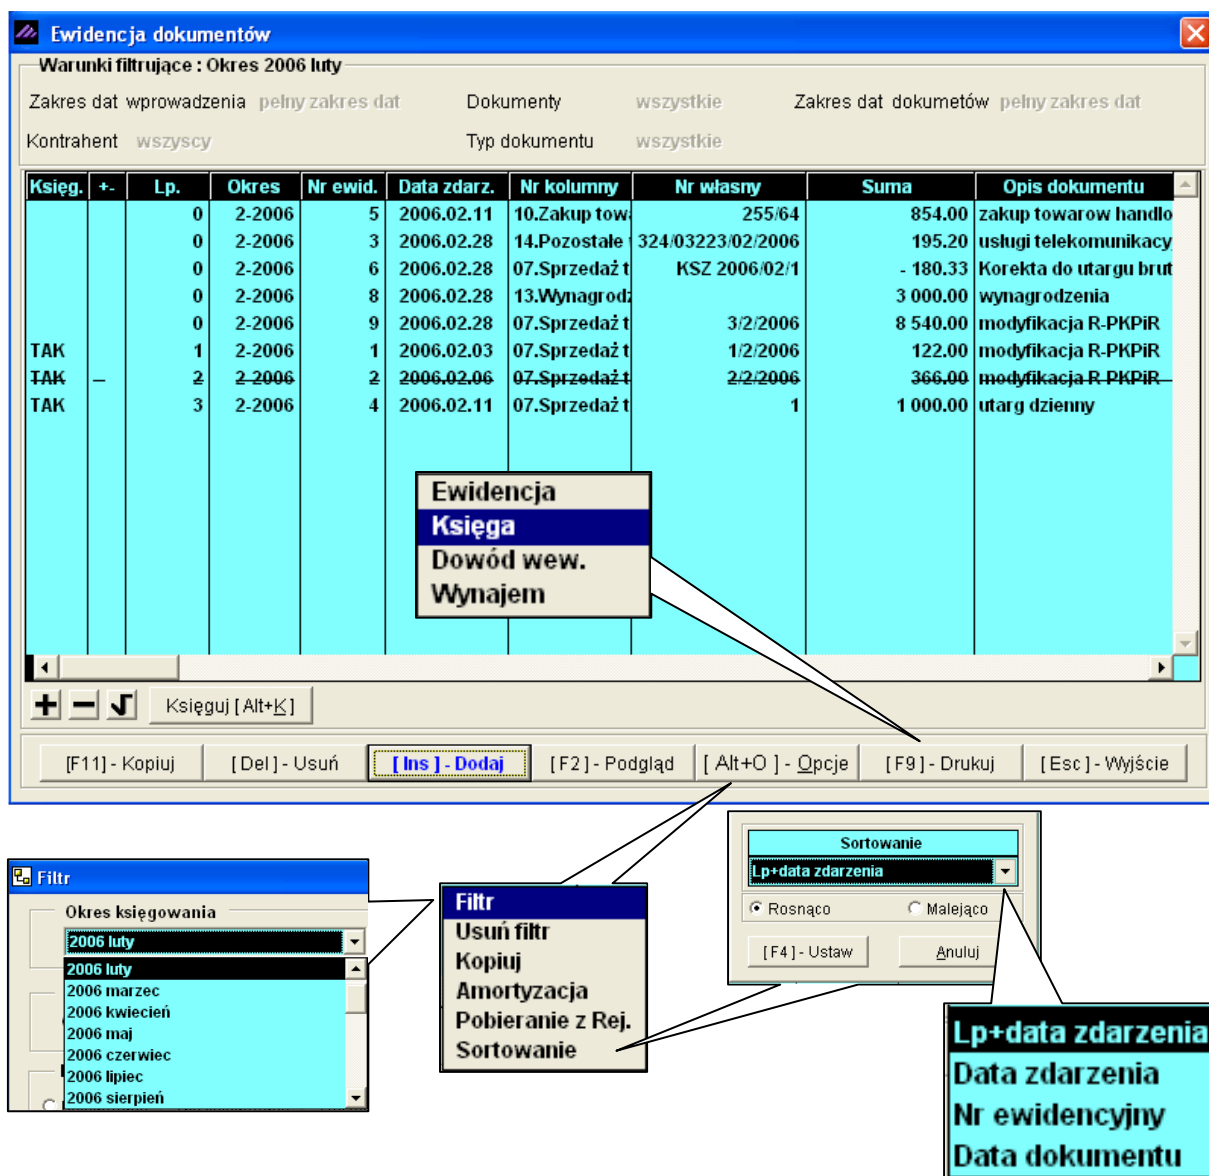 Ewidencja dokumentów
Warunki filtrujące : Okres 2006 luty
Zakres dat wprowadzenia pełny zakres dat Dokumenty wszystkie Zakres dat dokumetów pełny zakres dat
Kontrahent wszyscy Typ dokumentu wszystkie
Księg. +- Lp. Okres Nr ewid. Data zdarz. Nr kolumny Nr własny Suma Opis dokumentu
0 2-2006 5 2006.02.11 10.Zakup towa 255/64 854.00 zakup towarow handlo
0 2-2006 3 2006.02.28 14.Pozostałe 324/03223/02/2006 195.20 usługi telekomunikacy
0 2-2006 6 2006.02.28 07.Sprzedaż t KSZ 2006/02/1 - 180.33 Korekta do utargu brut
0 2-2006 8 2006.02.28 13.Wynagrodz 3 000.00 wynagrodzenia
0 2-2006 9 2006.02.28 07.Sprzedaż t 3/2/2006 8 540.00 modyfikacja R-PKPiR
TAK 1 2-2006 1 2006.02.03 07.Sprzedaż t 1/2/2006 122.00 modyfikacja R-PKPiR
TAK – 2 2-2006 2 2006.02.06 07.Sprzedaż t 2/2/2006 366.00 modyfikacja R-PKPiR
TAK 3 2-2006 4 2006.02.11 07.Sprzedaż t 1 1 000.00 utarg dzienny
Ewidencja
Księga
Dowód wew.
Wynajem
Księguj [ Alt+K ]
[F11] - Kopiuj [ Del ] - Usuń [ Ins ] - Dodaj [ F2 ] - Podgląd [ Alt+O ] - Opcje [ F9 ] - Drukuj [ Esc ] - Wyjście
Filtr
Okres księgowania
2006 luty
2006 luty
2006 marzec
2006 kwiecień
2006 maj
2006 czerwiec
2006 lipiec
2006 sierpień
Filtr
Usuń filtr
Kopiuj
Amortyzacja
Pobieranie z Rej.
Sortowanie
Sortowanie
Lp+data zdarzenia
Rosnąco Malejąco
[ F4 ] - Ustaw Anuluj
Lp+data zdarzenia
Data zdarzenia
Nr ewidencyjny
Data dokumentu